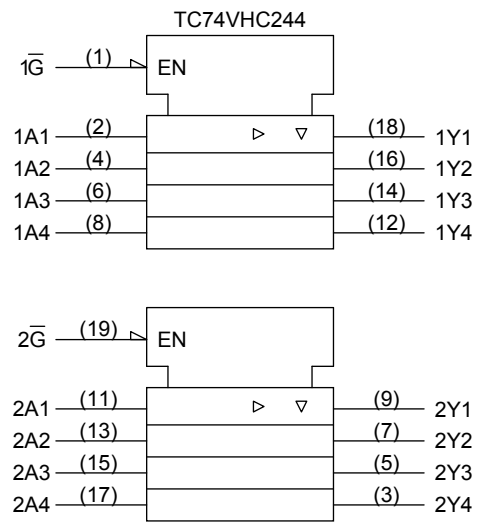 TC74VHC244
1G̅ (1) EN
1A1 (2) (18) 1Y1
1A2 (4) (16) 1Y2
1A3 (6) (14) 1Y3
1A4 (8) (12) 1Y4
2G̅ (19) EN
2A1 (11) (9) 2Y1
2A2 (13) (7) 2Y2
2A3 (15) (5) 2Y3
2A4 (17) (3) 2Y4